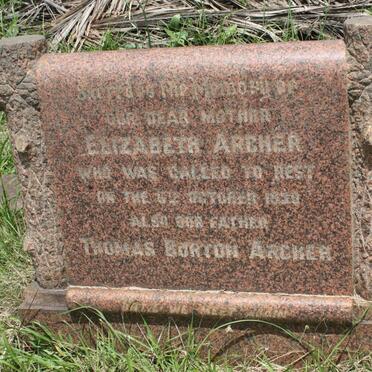 SACRED TO THE MEMORY OF
OUR DEAR MOTHER
ELIZABETH ARCHER
WHO WAS CALLED TO REST
ON THE OCTOBER
ALSO OUR FATHER
THOMAS BURTON ARCHER